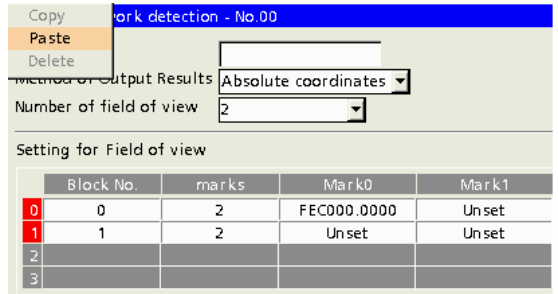 Copy
Paste
Delete
work detection - No.00
Method of Output Results Absolute coordinates
Number of field of view 2
Setting for Field of view
Block No. marks Mark0 Mark1
0 0 2 FEC000.0000 Unset
1 1 2 Unset Unset
2
3